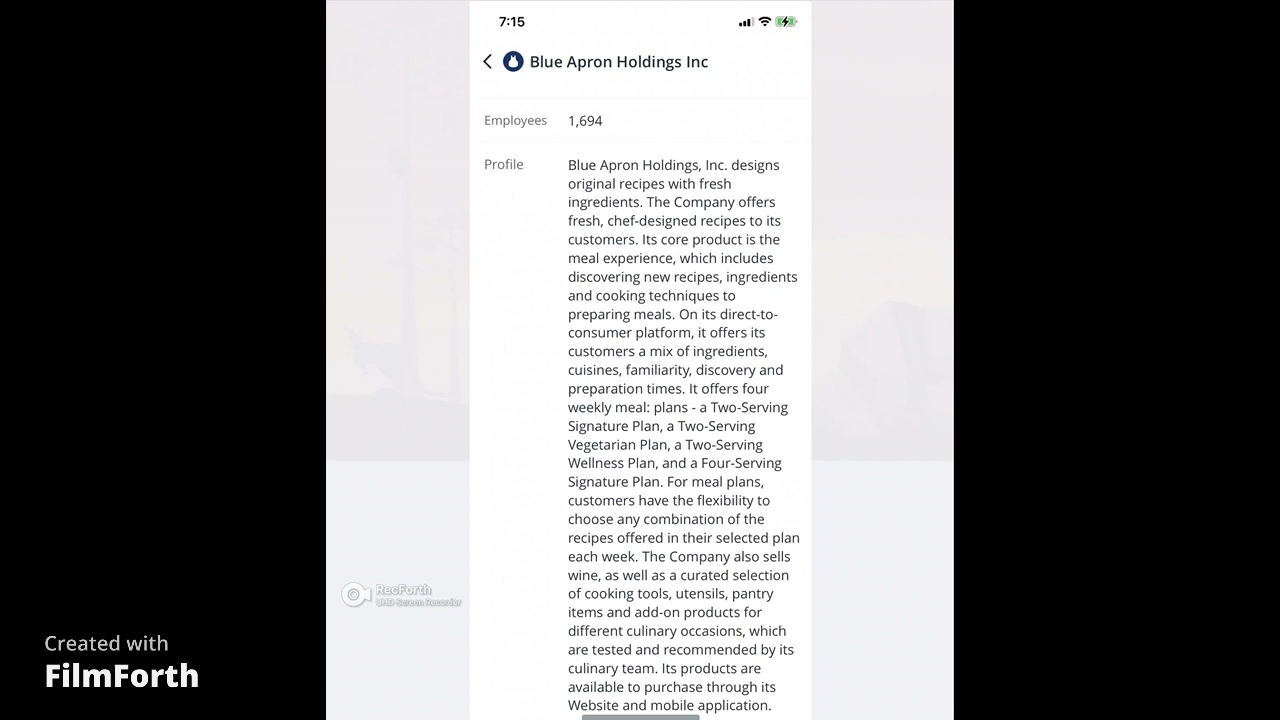 7:15
Blue Apron Holdings Inc
Employees 1,694
Profile Blue Apron Holdings, Inc. designs
original recipes with fresh
ingredients. The Company offers
fresh, chef-designed recipes to its
customers. Its core product is the
meal experience, which includes
discovering new recipes, ingredients
and cooking techniques to
preparing meals. On its direct-to-
consumer platform, it offers its
customers a mix of ingredients,
cuisines, familiarity, discovery and
preparation times. It offers four
weekly meal: plans - a Two-Serving
Signature Plan, a Two-Serving
Vegetarian Plan, a Two-Serving
Wellness Plan, and a Four-Serving
Signature Plan. For meal plans,
customers have the flexibility to
choose any combination of the
recipes offered in their selected plan
each week. The Company also sells
wine, as well as a curated selection
of cooking tools, utensils, pantry
items and add-on products for
different culinary occasions, which
are tested and recommended by its
culinary team. Its products are
available to purchase through its
Website and mobile application.
RecForth
UHD Screen Recorder
Created with
FilmForth